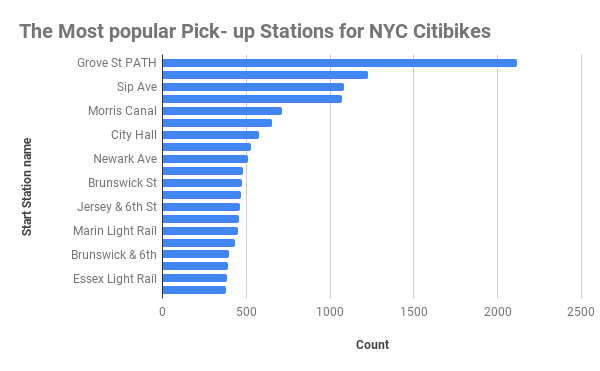 The Most popular Pick- up Stations for NYC Citibikes
Grove St PATH
Sip Ave
Morris Canal
City Hall
Newark Ave
Brunswick St
Jersey & 6th St
Marin Light Rail
Brunswick & 6th
Essex Light Rail
Start Station name
0 500 1000 1500 2000 2500
Count